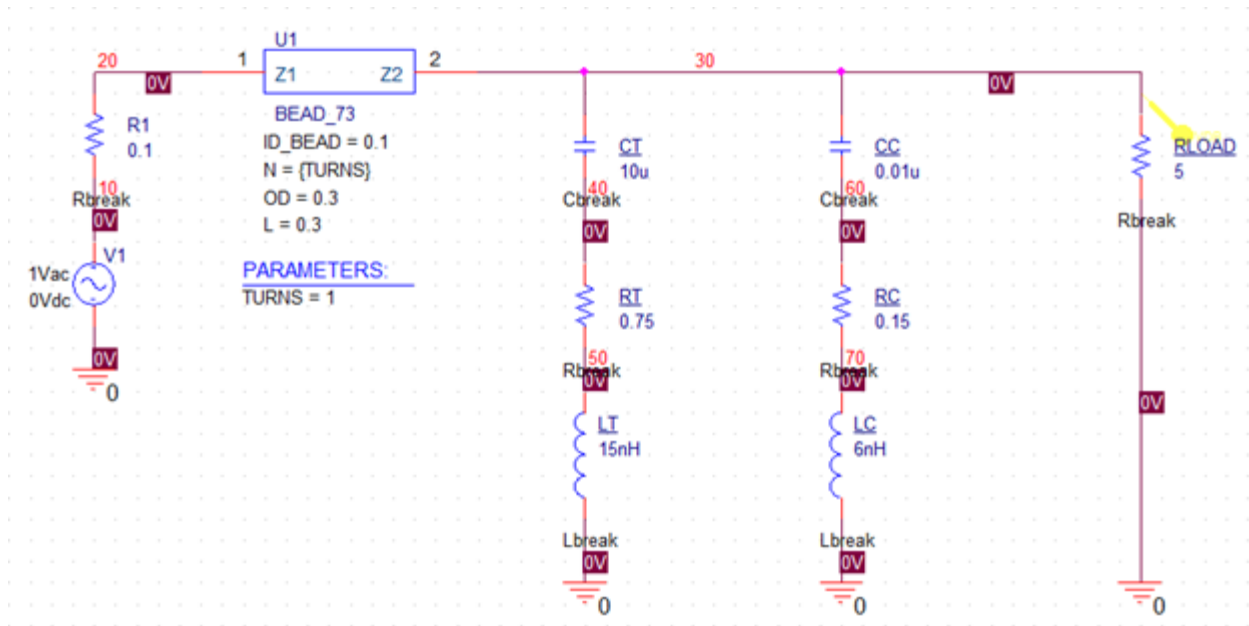 U1
20
1
2
30
0V
Z1
Z2
0V
BEAD_73
R1
0.1
ID_BEAD = 0.1
N = {TURNS}
OD = 0.3
L = 0.3
CT
10u
CC
0.01u
RLOAD
5
10
Rbreak
0V
40
Cbreak
0V
60
Cbreak
0V
Rbreak
V1
1Vac
0Vdc
PARAMETERS:
TURNS = 1
RT
0.75
RC
0.15
0V
0
50
Rbreak
0V
70
Rbreak
0V
0V
LT
15nH
LC
6nH
Lbreak
0V
0
Lbreak
0V
0
0